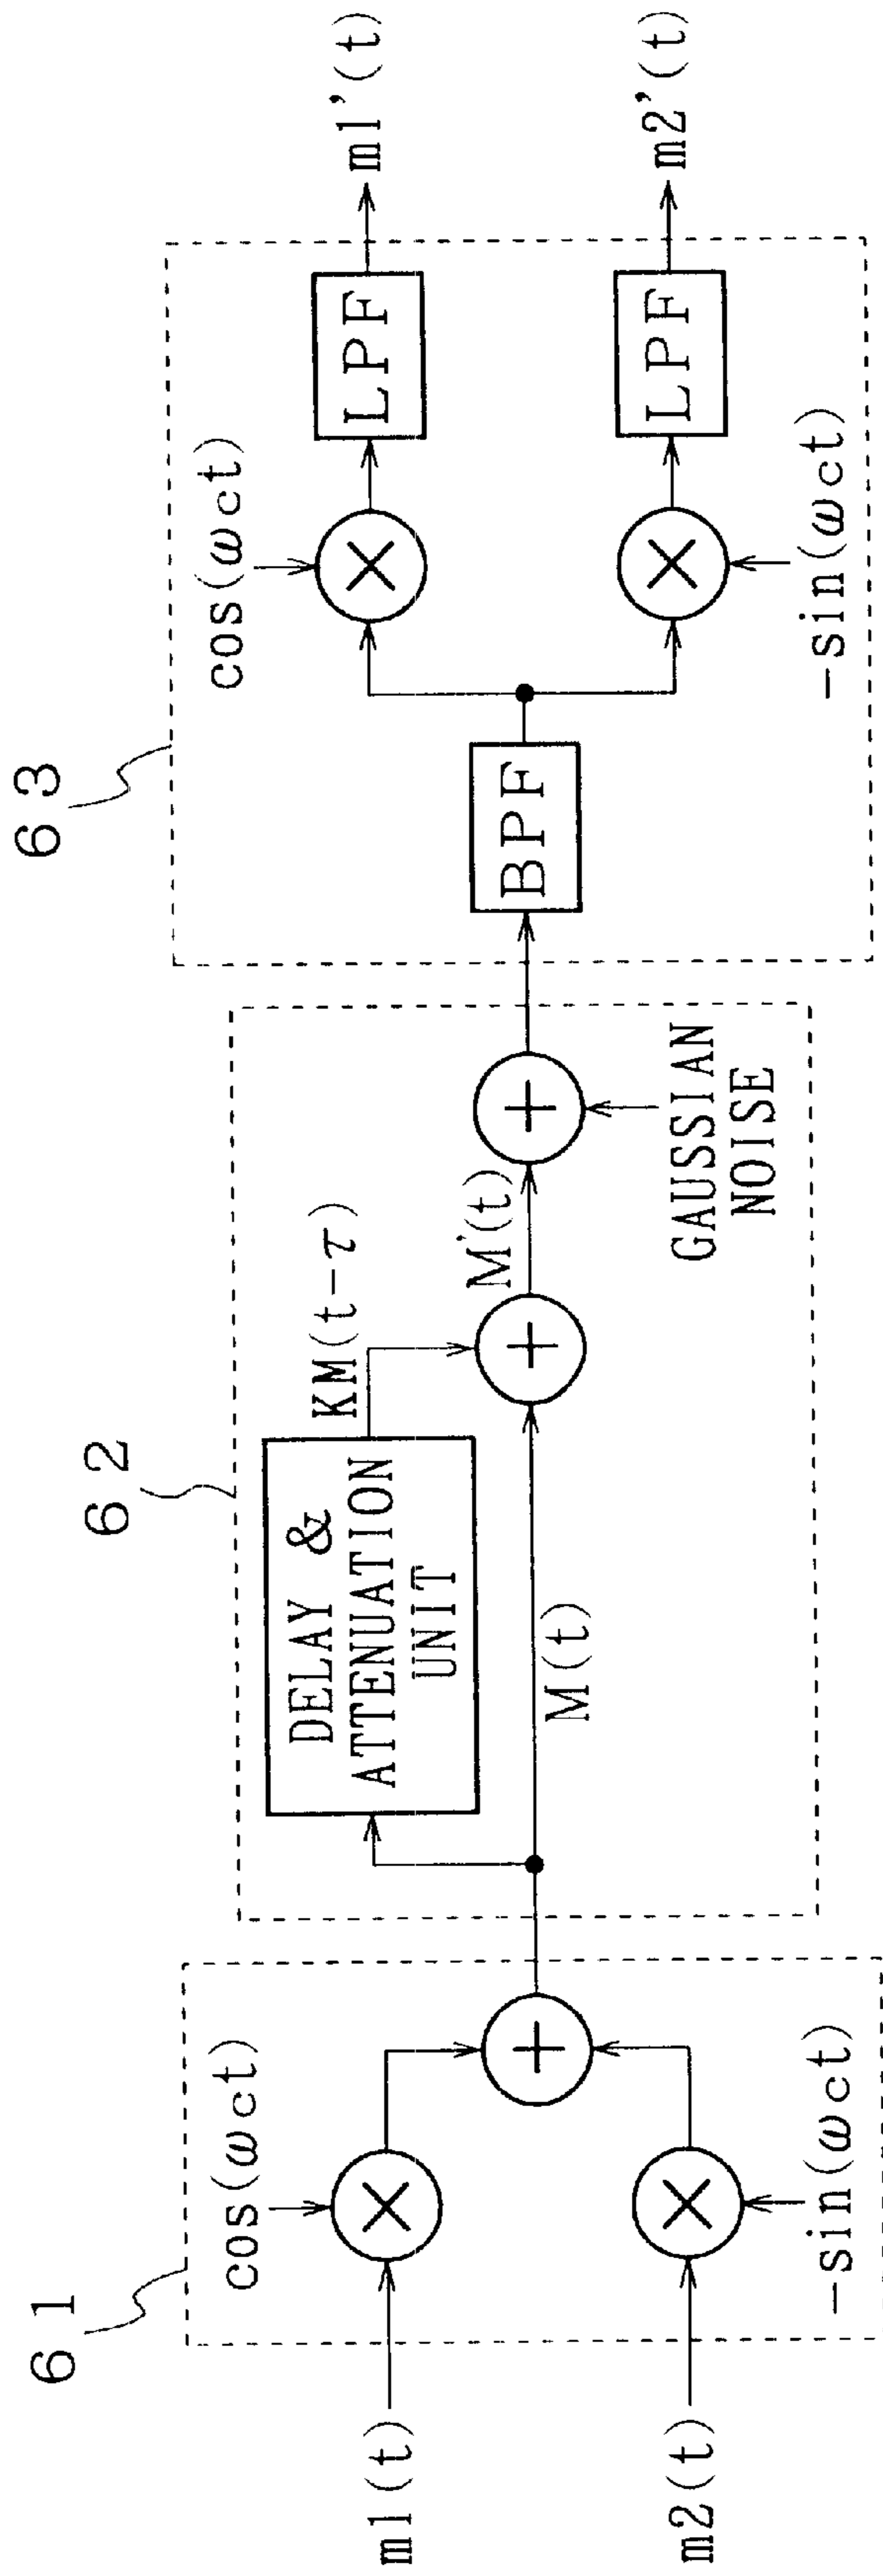 61
cos(ωct)
m1(t)
m2(t)
-sin(ωct)
62
DELAY &
ATTENUATION
UNIT
KM(t-τ)
M(t)
M'(t)
GAUSSIAN
NOISE
63
BPF
cos(ωct)
LPF
m1'(t)
-sin(ωct)
LPF
m2'(t)